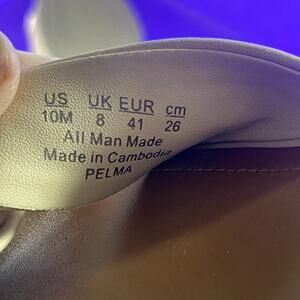 US UK EUR cm
10M 8 41 26
All Man Made
Made in Cambodia
PELMA